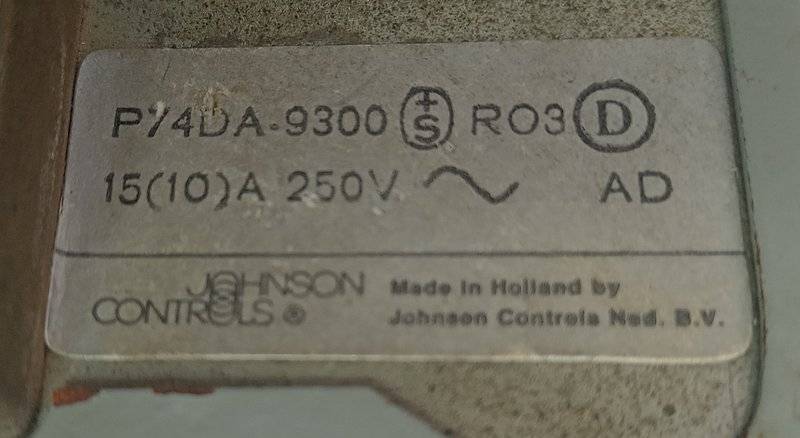 P74DA-9300 +S RO3 D
15(10)A 250V ~ AD
JOHNSON
CONTROLS ®
Made in Holland by
Johnson Controls Ned. B.V.